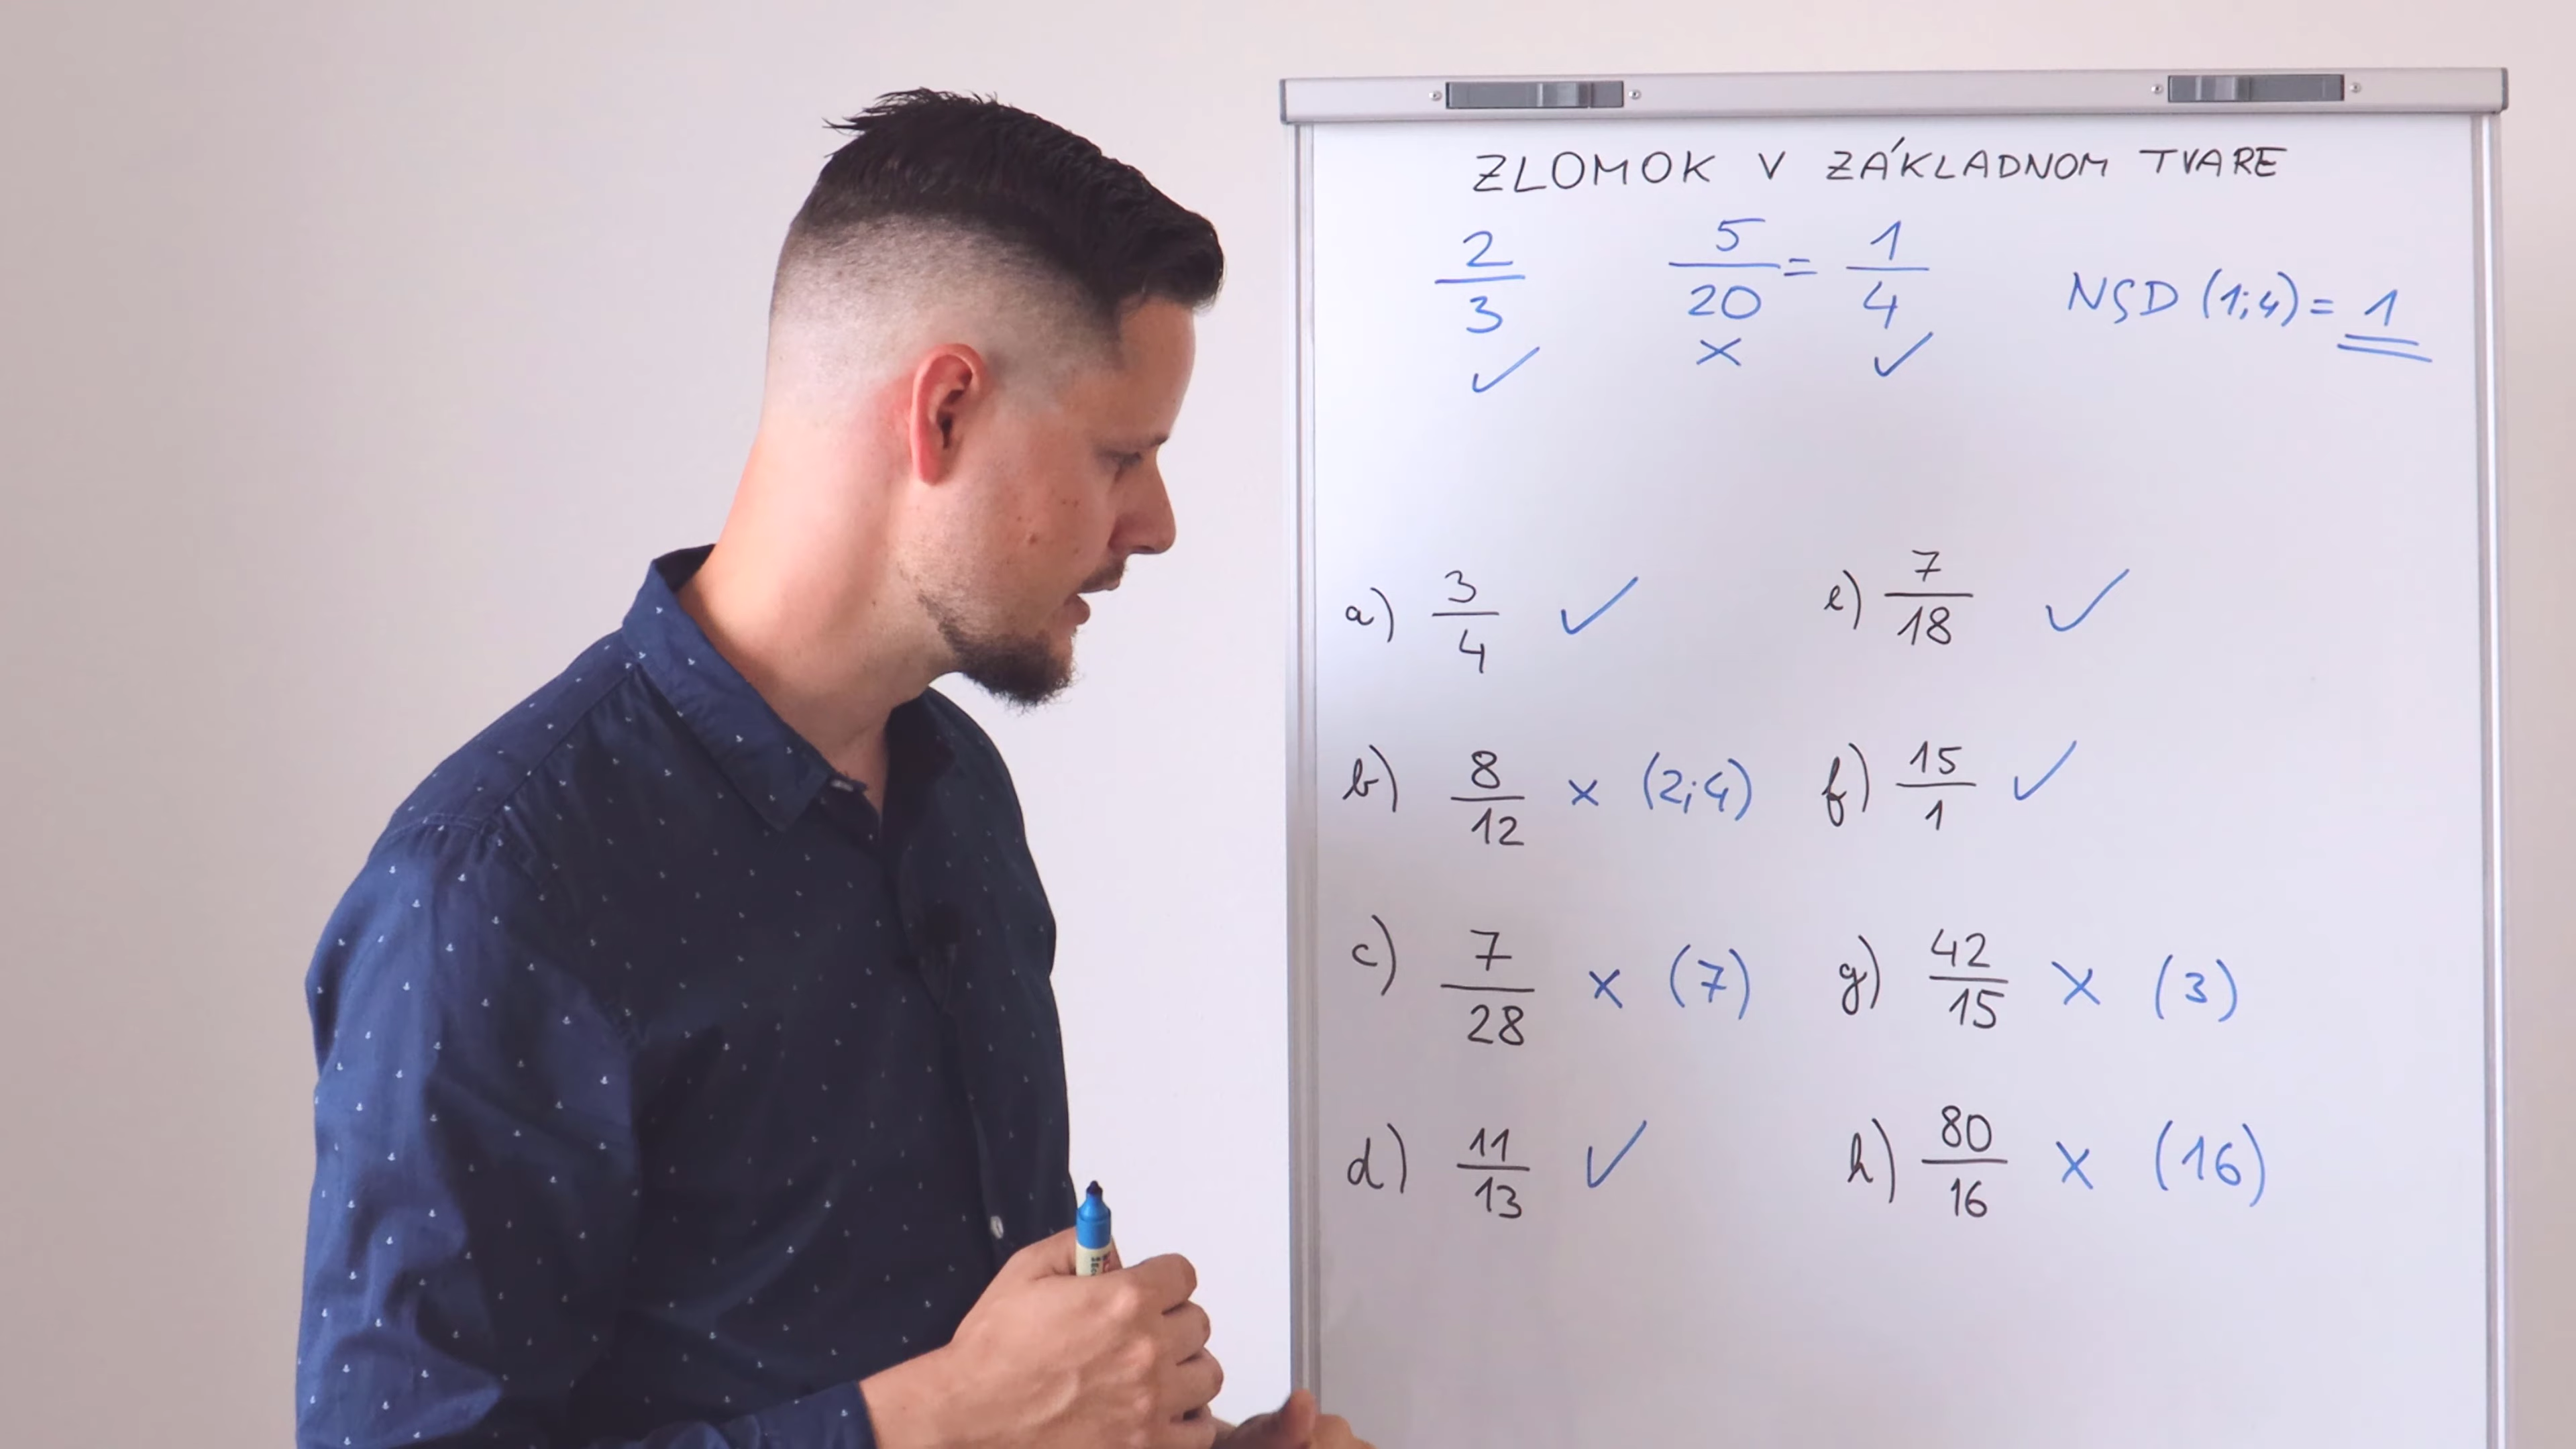 ZLOMOK V ZÁKLADNOM TVARE
2/3 ✓
5/20 = 1/4
x ✓
NSD (1;4) = 1
a) 3/4 ✓
b) 8/12 x (2;4)
c) 7/28 x (7)
d) 11/13 ✓
e) 7/18 ✓
f) 15/1 ✓
g) 42/15 x (3)
h) 80/16 x (16)